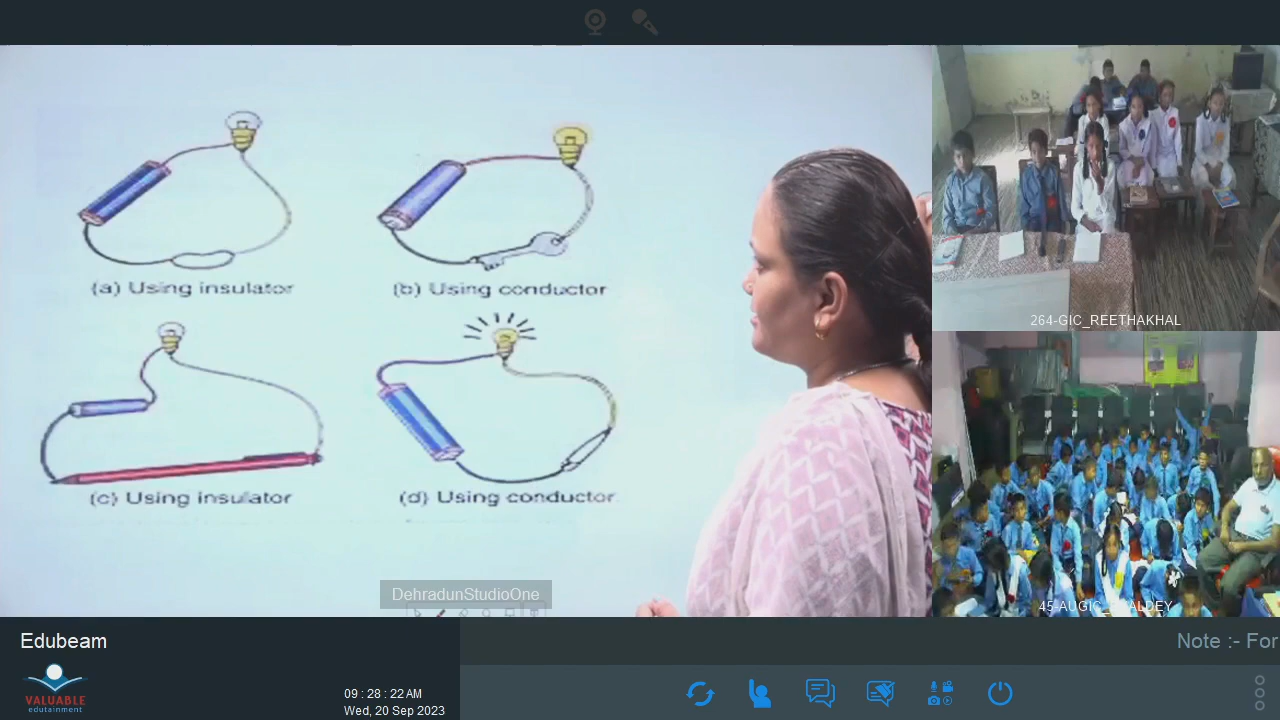 (a) Using insulator
(b) Using conductor
(c) Using insulator
(d) Using conductor
DehradunStudioOne
264-GIC_REETHAKHAL
Edubeam
VALUABLE
edutainment
09 : 28 : 22 AM
Wed, 20 Sep 2023
Note :- For